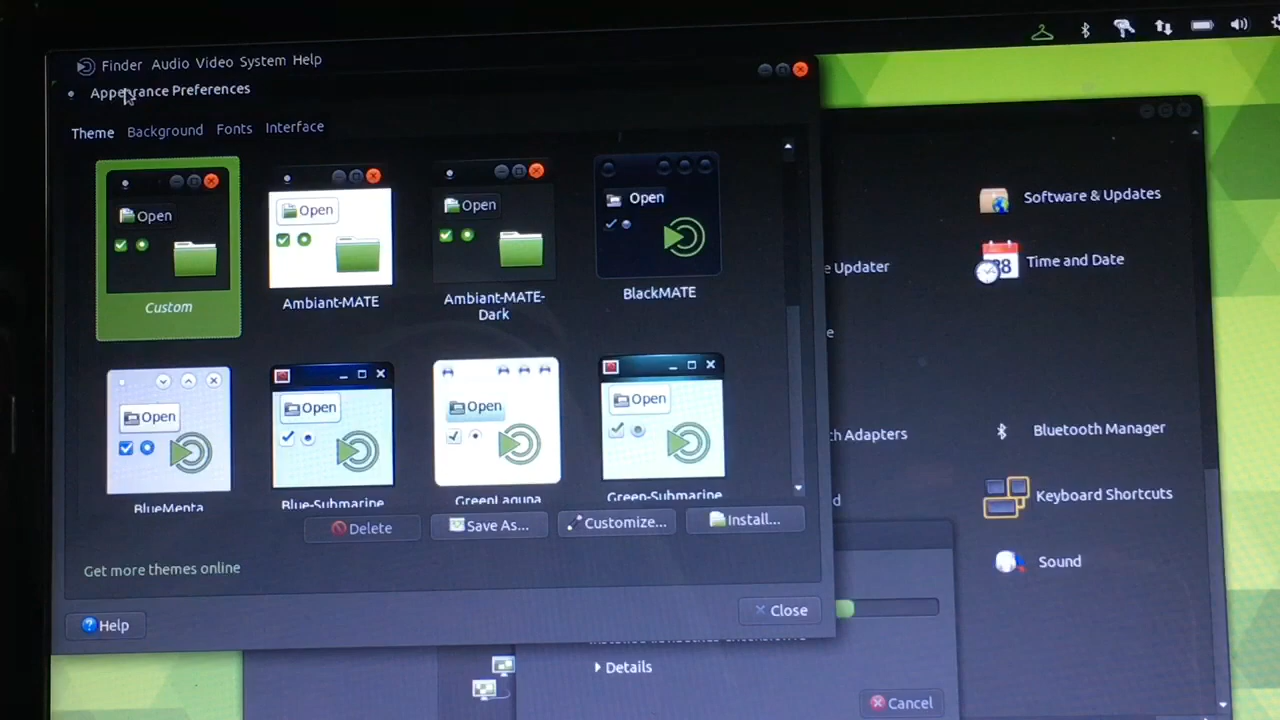 Finder Audio Video System Help
Appearance Preferences
Theme Background Fonts Interface
Open
Open
Open
Open
Custom
Ambiant-MATE
Ambiant-MATE-
Dark
BlackMATE
Open
Open
Open
Open
BlueMenta
Blue-Submarine
GreenLaguna
Green-Submarine
Delete
Save As...
Customize...
Install...
Get more themes online
Help
Close
Software & Updates
e Updater
Time and Date
e
h Adapters
Bluetooth Manager
d
Keyboard Shortcuts
Sound
Details
Cancel